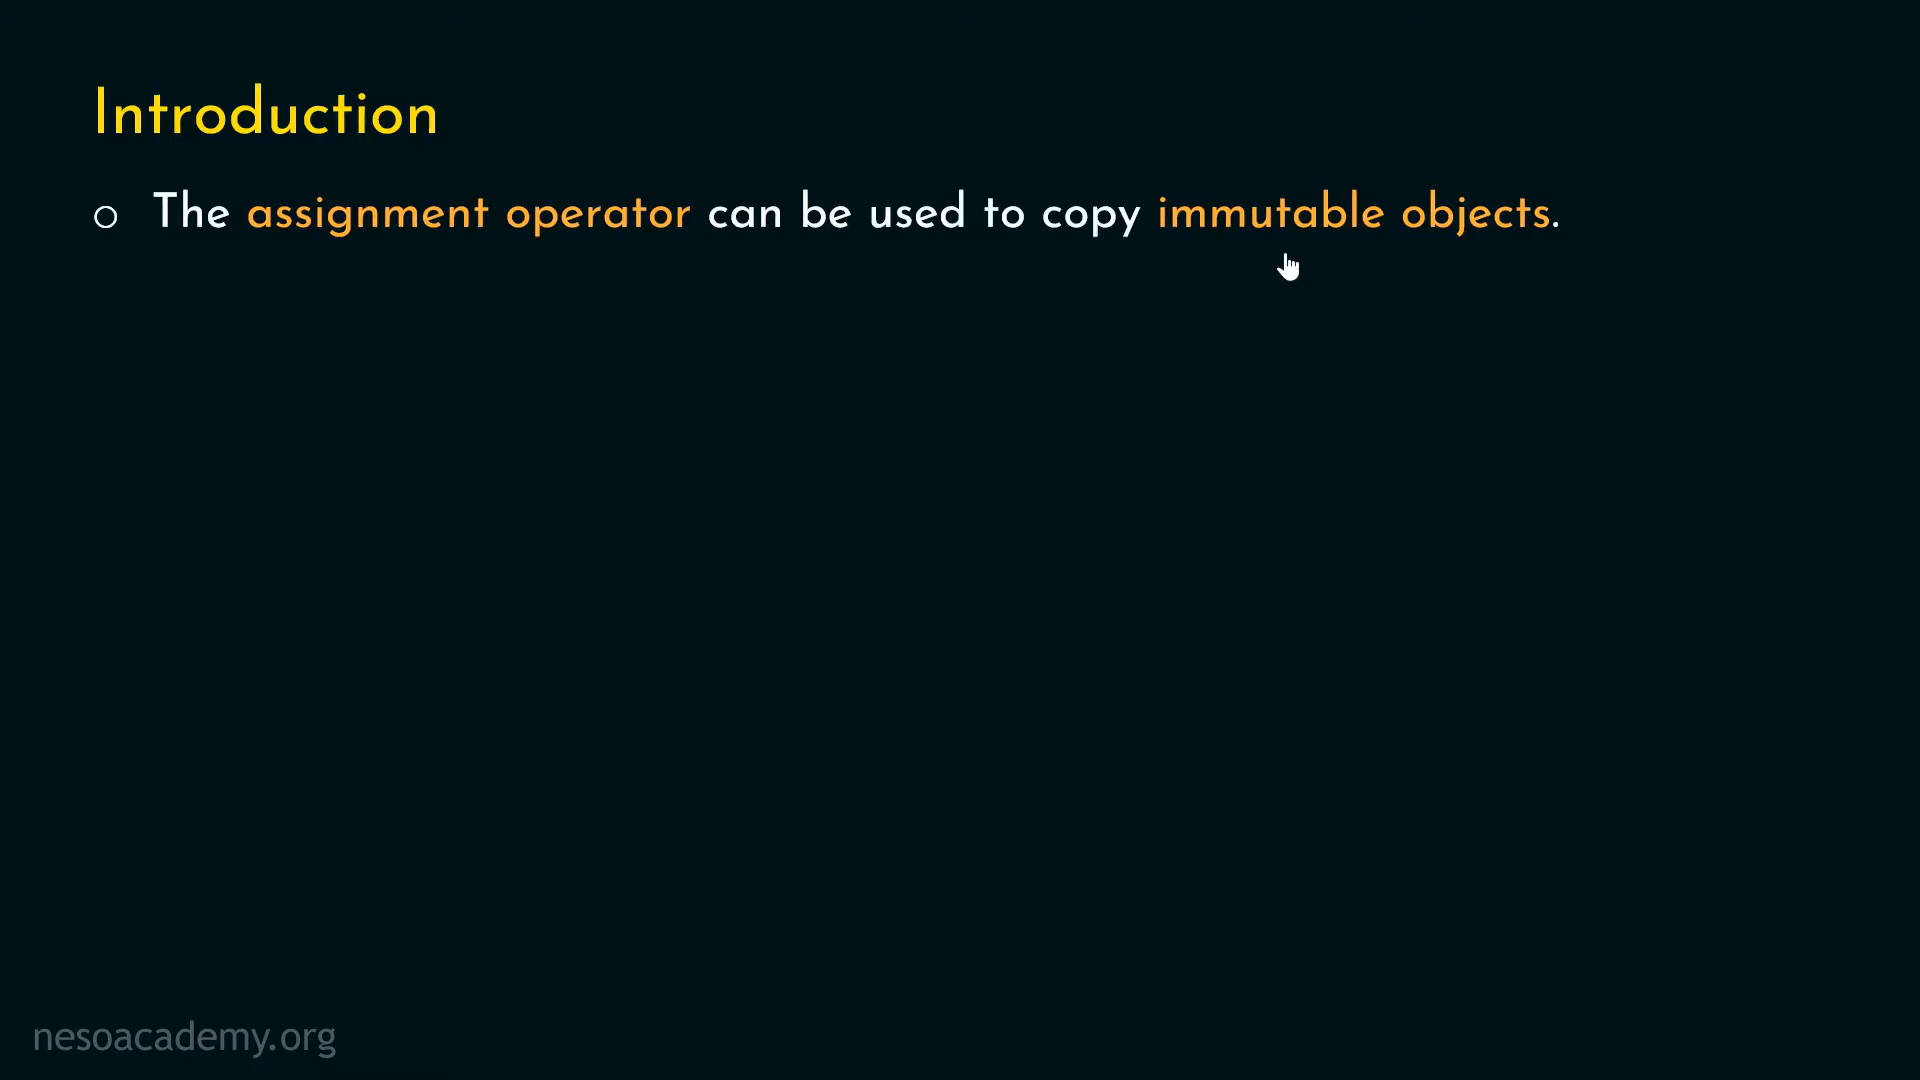 Introduction
○ The assignment operator can be used to copy immutable objects.
nesoacademy.org